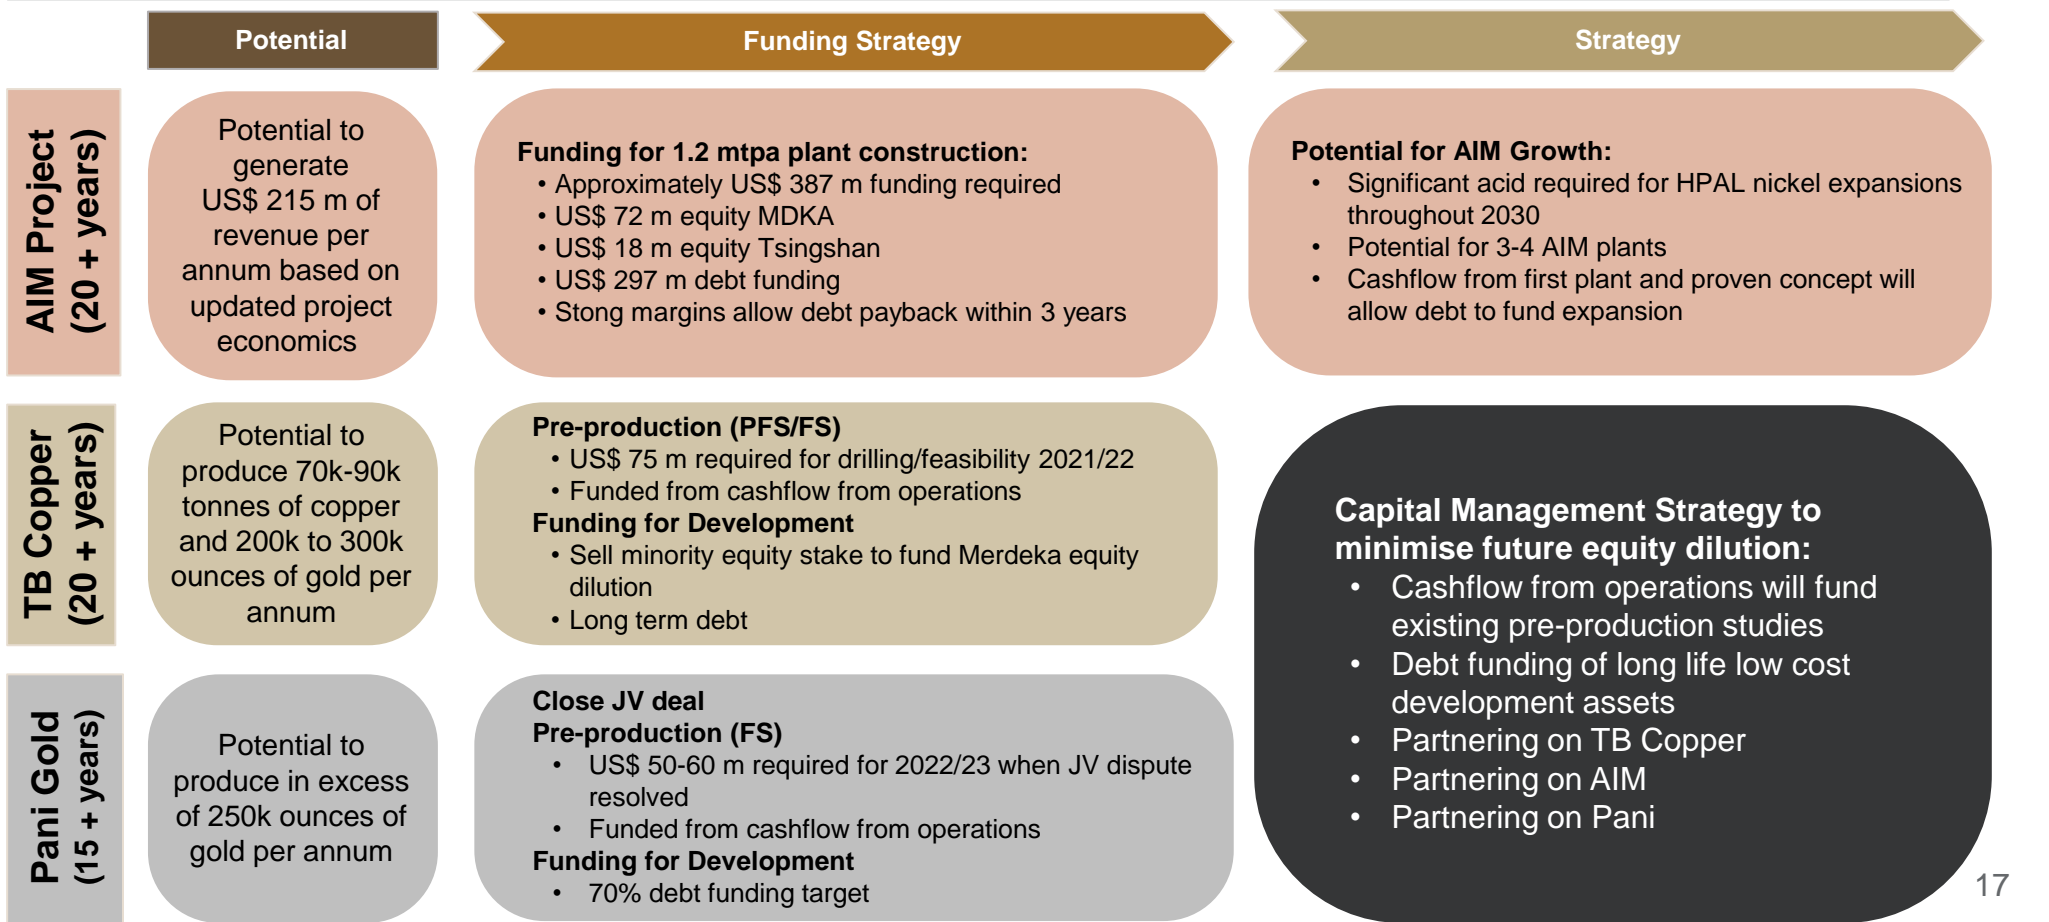 Potential
Funding Strategy
Strategy
AIM Project
(20 + years)
Potential to
generate
US$ 215 m of
revenue per
annum based on
updated project
economics
Funding for 1.2 mtpa plant construction:
• Approximately US$ 387 m funding required
• US$ 72 m equity MDKA
• US$ 18 m equity Tsingshan
• US$ 297 m debt funding
• Stong margins allow debt payback within 3 years
Potential for AIM Growth:
• Significant acid required for HPAL nickel expansions
throughout 2030
• Potential for 3-4 AIM plants
• Cashflow from first plant and proven concept will
allow debt to fund expansion
TB Copper
(20 + years)
Potential to
produce 70k-90k
tonnes of copper
and 200k to 300k
ounces of gold per
annum
Pre-production (PFS/FS)
• US$ 75 m required for drilling/feasibility 2021/22
• Funded from cashflow from operations
Funding for Development
• Sell minority equity stake to fund Merdeka equity
dilution
• Long term debt
Capital Management Strategy to
minimise future equity dilution:
• Cashflow from operations will fund
existing pre-production studies
• Debt funding of long life low cost
development assets
• Partnering on TB Copper
• Partnering on AIM
• Partnering on Pani
Pani Gold
(15 + years)
Potential to
produce in excess
of 250k ounces of
gold per annum
Close JV deal
Pre-production (FS)
• US$ 50-60 m required for 2022/23 when JV dispute
resolved
• Funded from cashflow from operations
Funding for Development
• 70% debt funding target
17